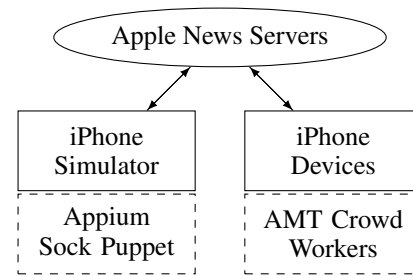 Apple News Servers
iPhone
Simulator
iPhone
Devices
Appium
Sock Puppet
AMT Crowd
Workers